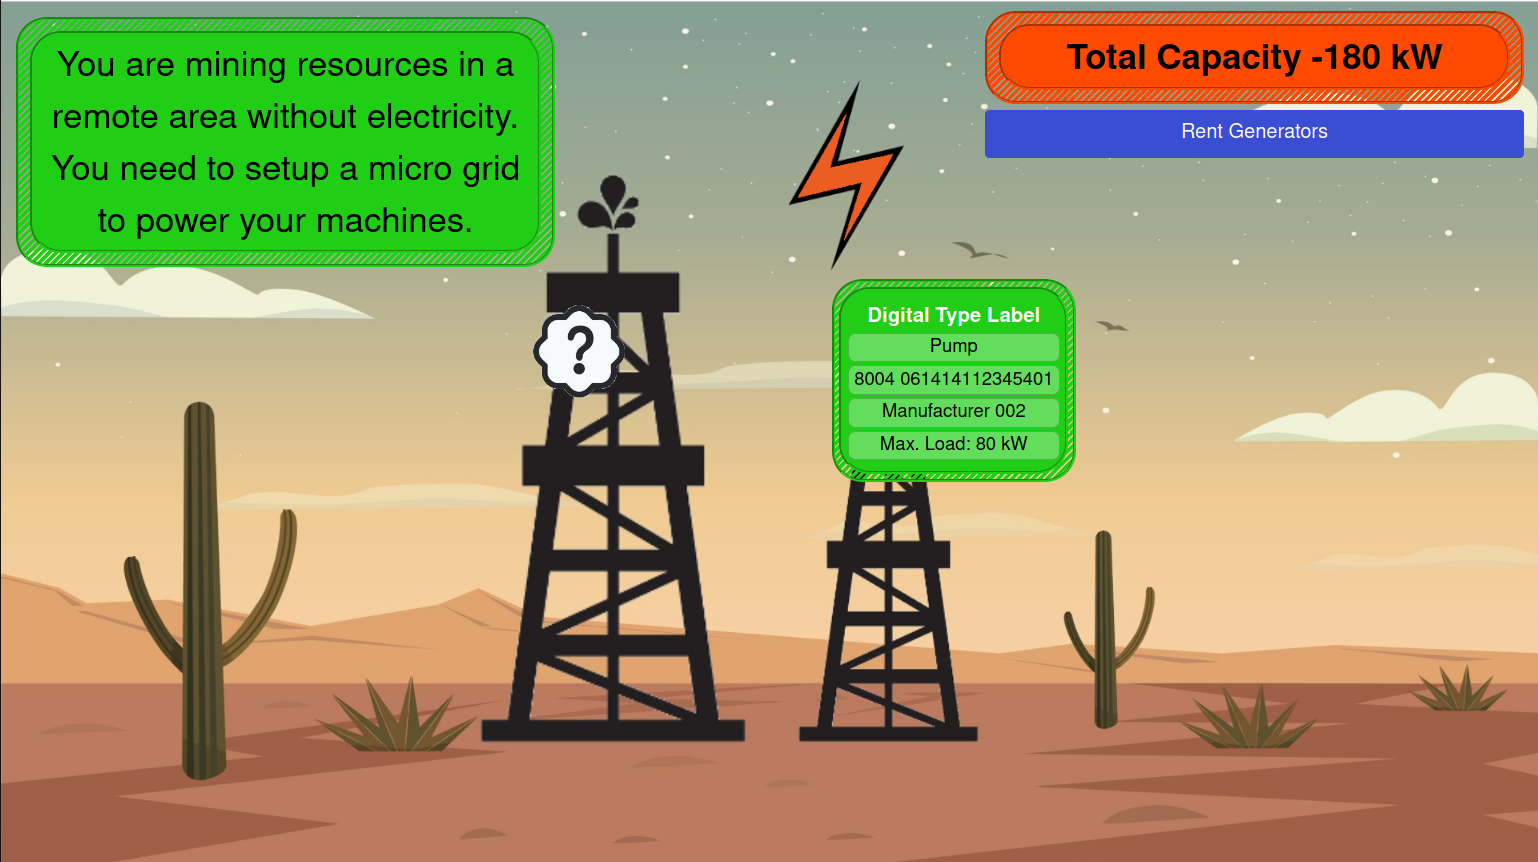 You are mining resources in a
remote area without electricity.
You need to setup a micro grid
to power your machines.
Total Capacity -180 kW
Rent Generators
?
Digital Type Label
Pump
8004 061414112345401
Manufacturer 002
Max. Load: 80 kW